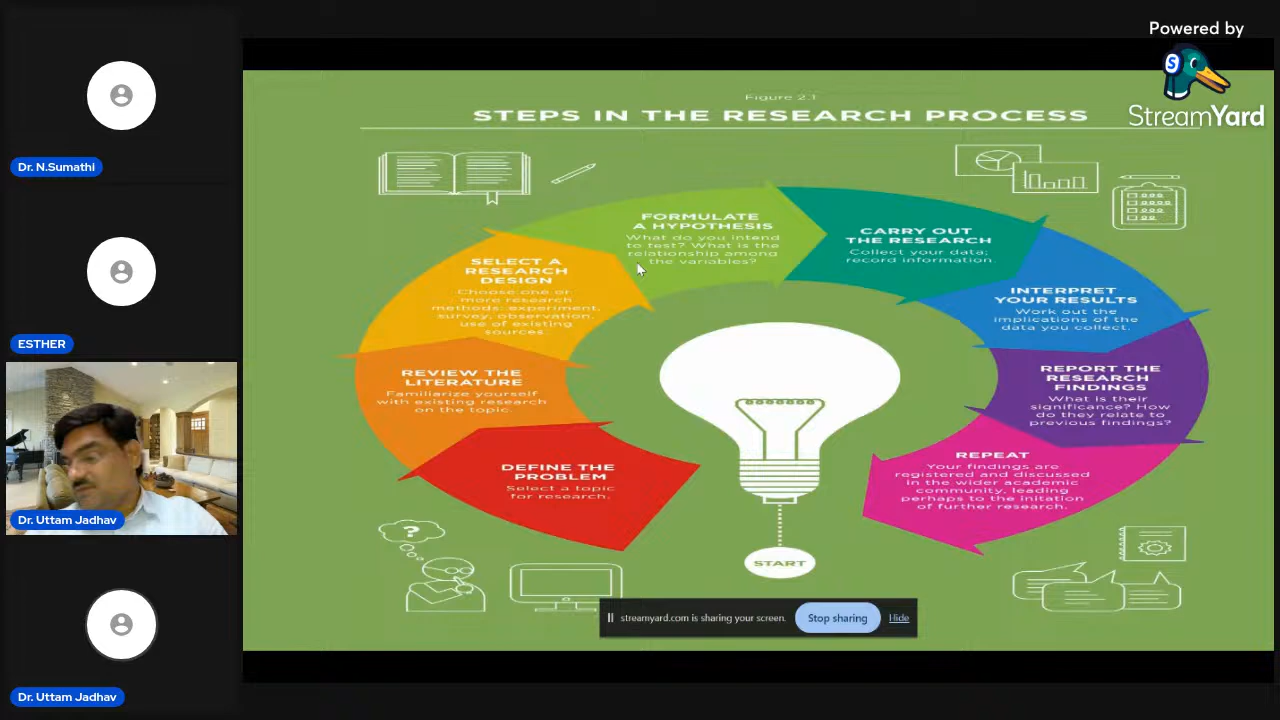 Powered by
StreamYard
S
Dr. N.Sumathi
ESTHER
Dr. Uttam Jadhav
Dr. Uttam Jadhav
Figure 2.1
STEPS IN THE RESEARCH PROCESS
DEFINE THE
PROBLEM
Select a topic
for research.
REVIEW THE
LITERATURE
Familiarize yourself
with existing research
on the topic.
SELECT A
RESEARCH
DESIGN
Choose one or
more research
methods: experiment,
survey, observation,
use of existing
sources.
FORMULATE
A HYPOTHESIS
What do you intend
to test? What is the
relationship among
the variables?
CARRY OUT
THE RESEARCH
Collect your data;
record information.
INTERPRET
YOUR RESULTS
Work out the
implications of the
data you collect.
REPORT THE
RESEARCH
FINDINGS
What is their
significance? How
do they relate to
previous findings?
REPEAT
Your findings are
registered and discussed
in the wider academic
community, leading
perhaps to the initation
of further research.
?
START
streamyard.com is sharing your screen.
Stop sharing
Hide